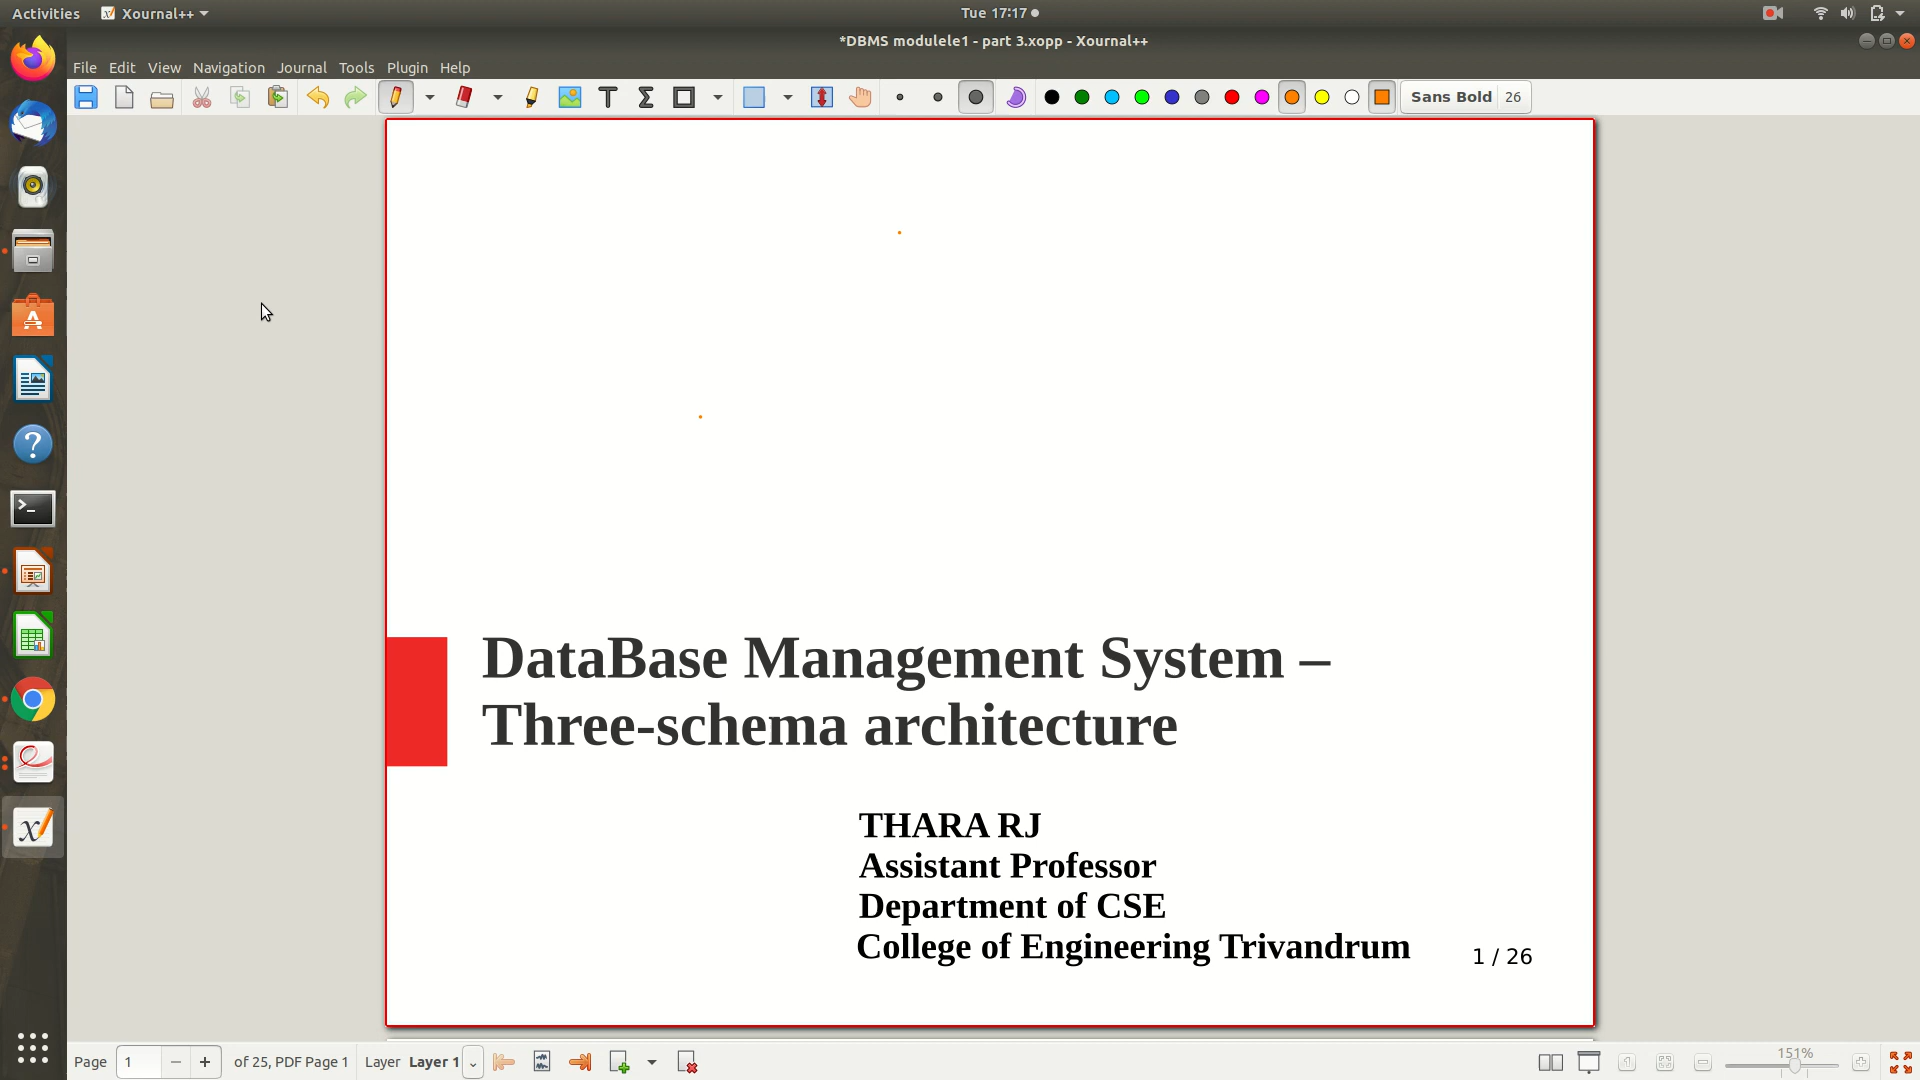 Activities Xournal++ Tue 17:17
*DBMS modulele1 - part 3.xopp - Xournal++
File Edit View Navigation Journal Tools Plugin Help
Sans Bold 26
DataBase Management System –
Three-schema architecture
THARA RJ
Assistant Professor
Department of CSE
College of Engineering Trivandrum
1 / 26
Page 1 of 25, PDF Page 1 Layer Layer 1 151%